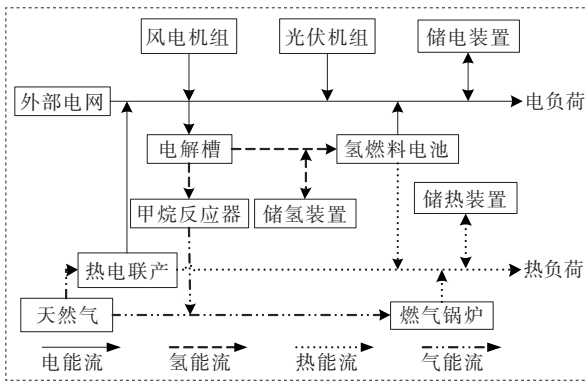 风电机组 光伏机组 储电装置
外部电网 电负荷
电解槽 氢燃料电池
甲烷反应器 储氢装置 储热装置
热电联产 热负荷
天然气 燃气锅炉
电能流 氢能流 热能流 气能流